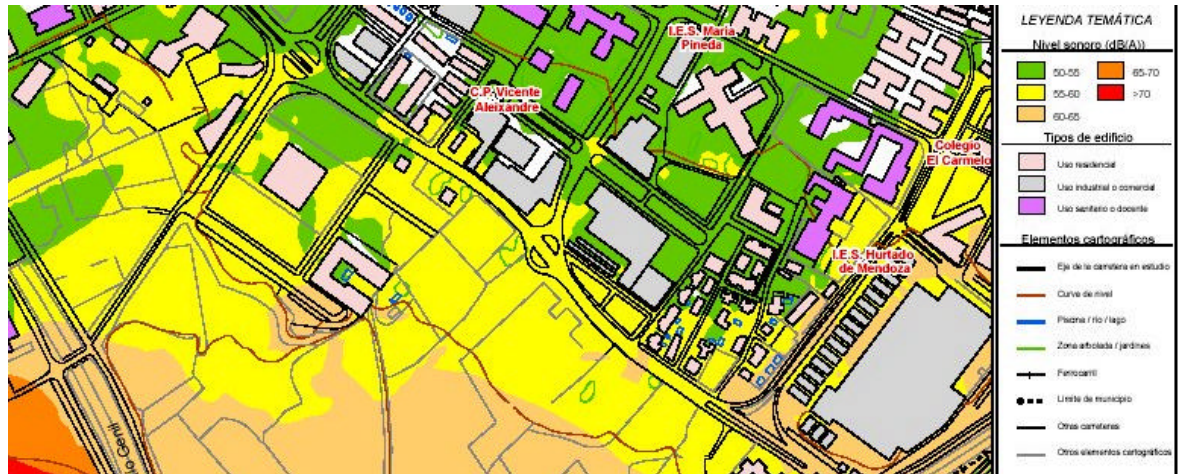 I.E.S. María
Pineda
C.P. Vicente
Aleixandre
Colegio
El Carmelo
I.E.S. Hurtado
de Mendoza
Genil
LEYENDA TEMÁTICA
Nivel sonoro (dB(A))
50-55
65-70
55-60
>70
60-65
Tipos de edificio
Uso residencial
Uso industrial o comercial
Uso sanitario o docente
Elementos cartográficos
Eje de la carretera en estudio
Curva de nivel
Piscina / río / lago
Zona arbolada / jardines
Ferrocarril
Límite de municipio
Otras carreteras
Otros elementos cartográficos